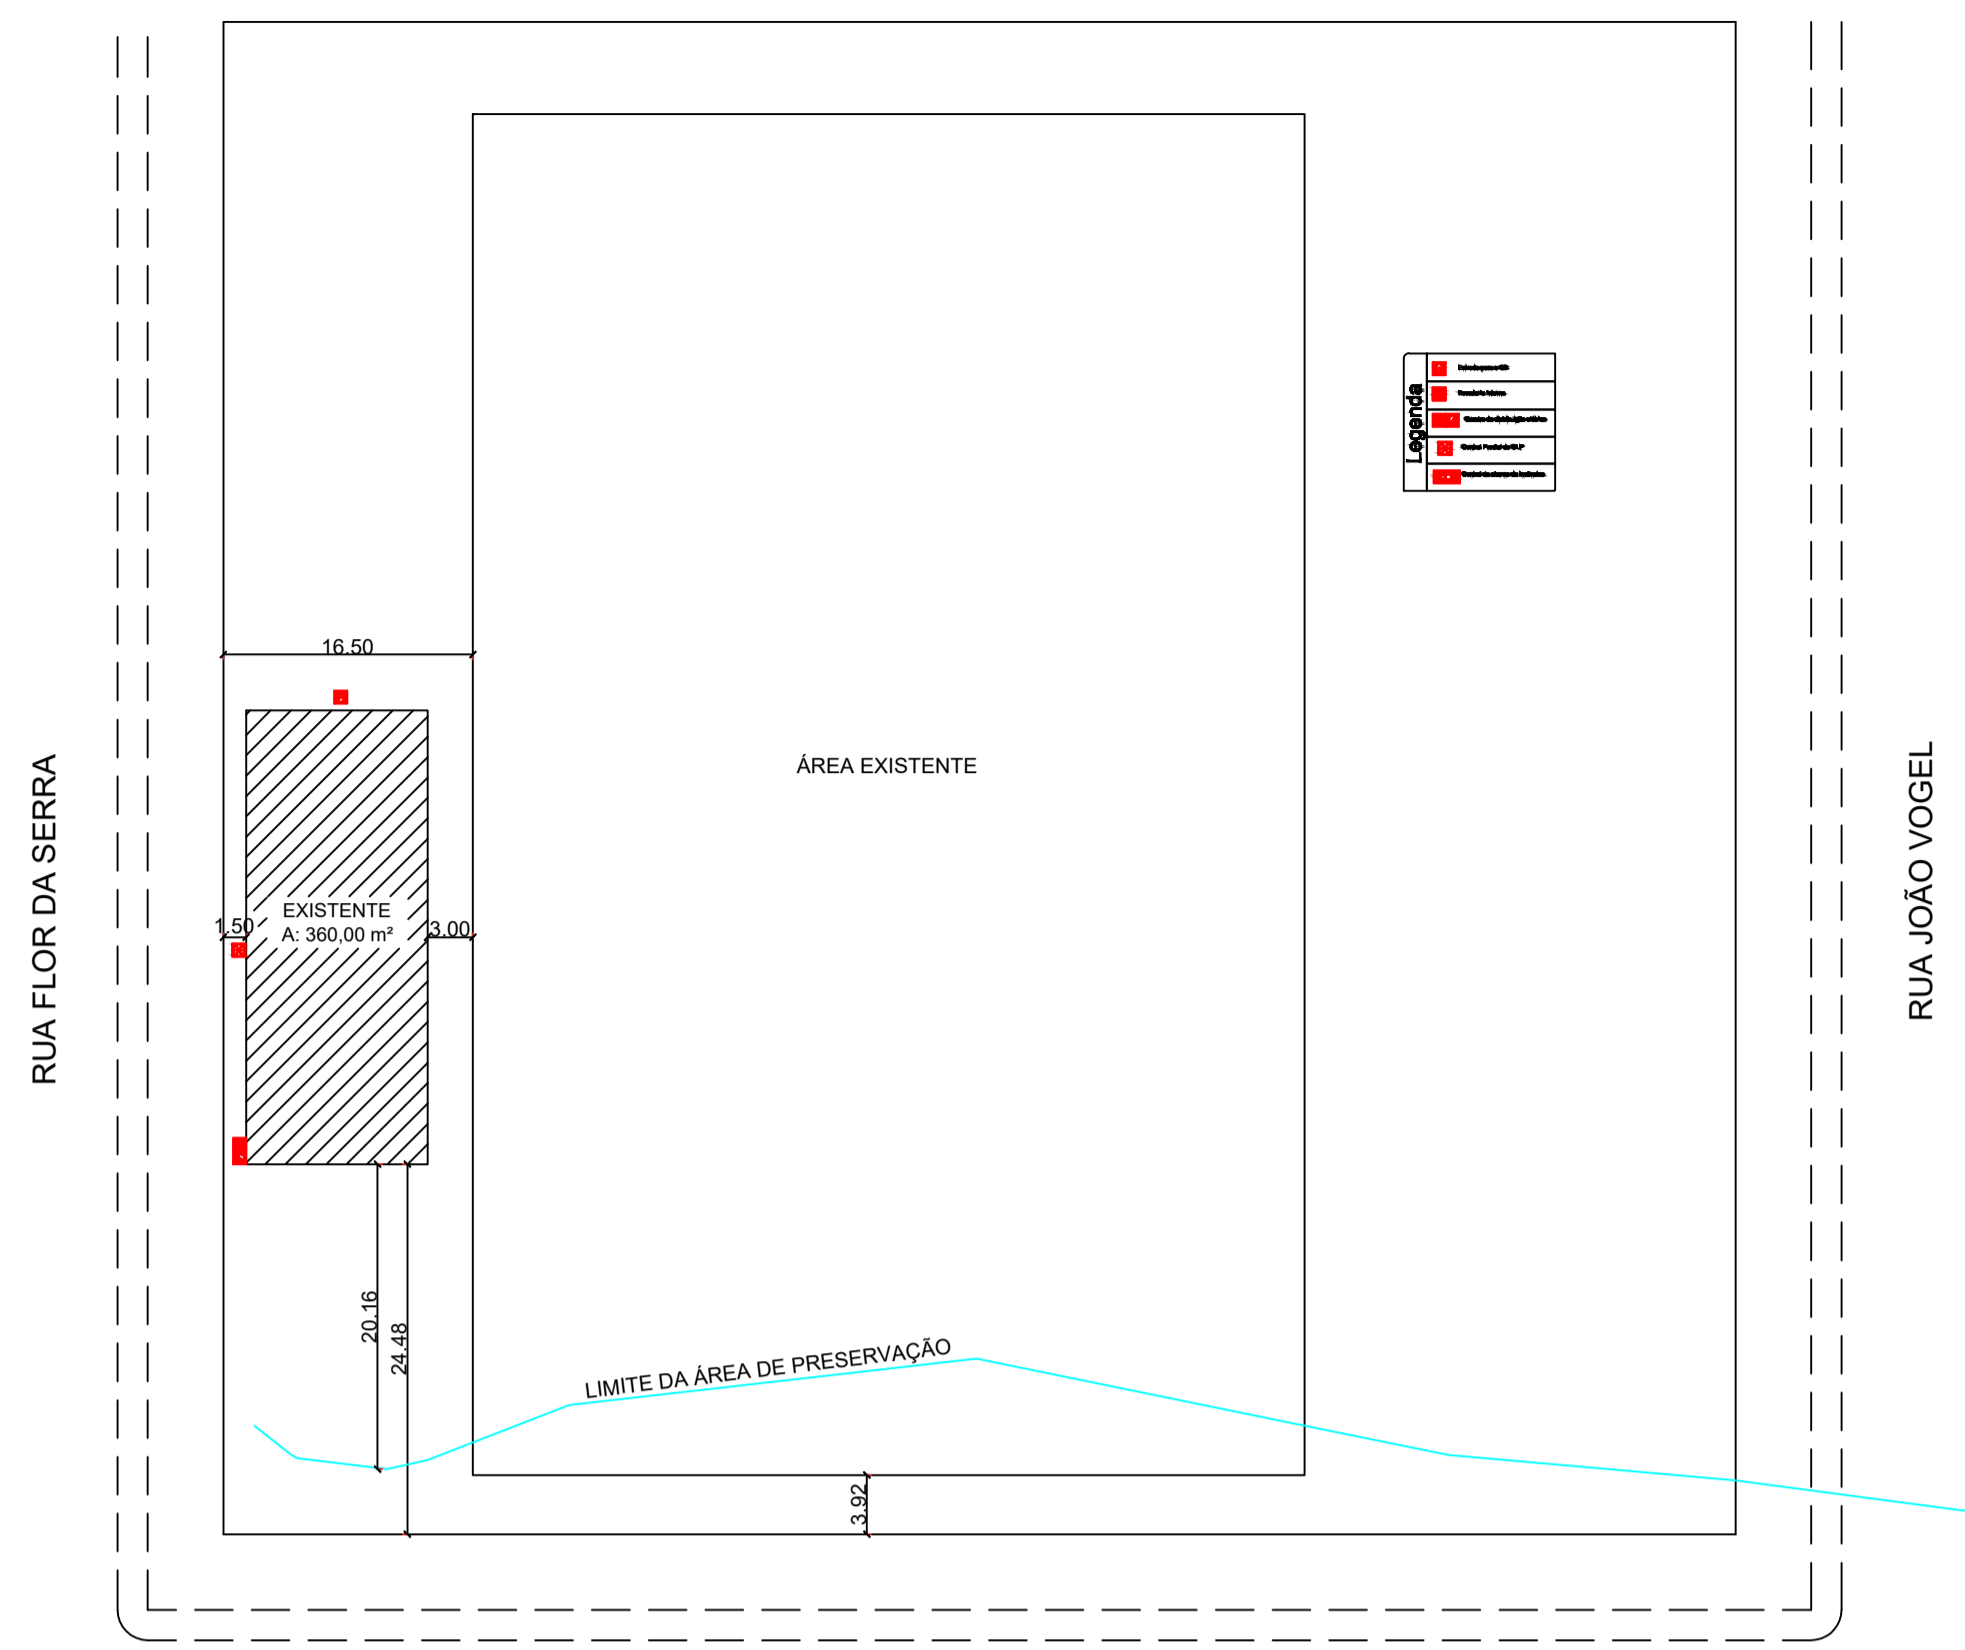 Legenda
16.50
ÁREA EXISTENTE
RUA FLOR DA SERRA
RUA JOÃO VOGEL
EXISTENTE
A: 360,00 m²
1.50
3.00
20.16
24.48
LIMITE DA ÁREA DE PRESERVAÇÃO
3.92